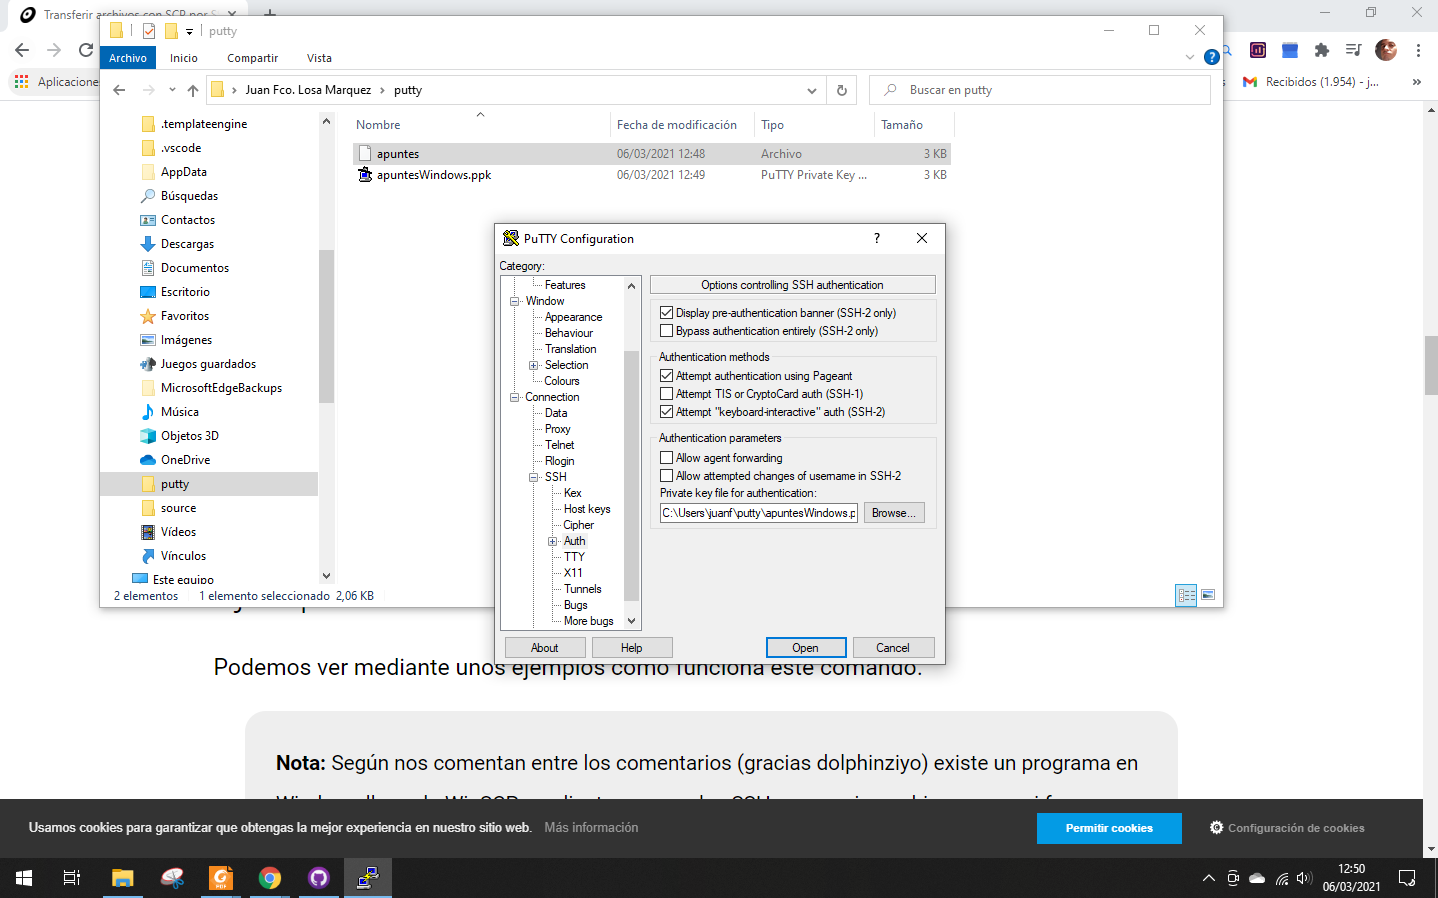 Transferir archivos con SCP por S
putty
Archivo
Inicio
Compartir
Vista
Aplicacione
Recibidos (1.954) - j...
»
Juan Fco. Losa Marquez › putty
Buscar en putty
.templateengine
.vscode
AppData
Búsquedas
Contactos
Descargas
Documentos
Escritorio
Favoritos
Imágenes
Juegos guardados
MicrosoftEdgeBackups
Música
Objetos 3D
OneDrive
putty
source
Vídeos
Vínculos
Este equipo
Nombre Fecha de modificación Tipo Tamaño
apuntes 06/03/2021 12:48 Archivo 3 KB
apuntesWindows.ppk 06/03/2021 12:49 PuTTY Private Key ... 3 KB
2 elementos 1 elemento seleccionado 2,06 KB
PuTTY Configuration
?
Category:
Features
Window
Appearance
Behaviour
Translation
Selection
Colours
Connection
Data
Proxy
Telnet
Rlogin
SSH
Kex
Host keys
Cipher
Auth
TTY
X11
Tunnels
Bugs
More bugs
Options controlling SSH authentication
Display pre-authentication banner (SSH-2 only)
Bypass authentication entirely (SSH-2 only)
Authentication methods
Attempt authentication using Pageant
Attempt TIS or CryptoCard auth (SSH-1)
Attempt "keyboard-interactive" auth (SSH-2)
Authentication parameters
Allow agent forwarding
Allow attempted changes of username in SSH-2
Private key file for authentication:
C:\Users\juanf\putty\apuntesWindows.p
Browse...
About
Help
Open
Cancel
Podemos ver mediante unos ejemplos como funciona este comando.
Nota: Según nos comentan entre los comentarios (gracias dolphinziyo) existe un programa en
Usamos cookies para garantizar que obtengas la mejor experiencia en nuestro sitio web. Más información
Permitir cookies
Configuración de cookies
PDF
12:50
06/03/2021